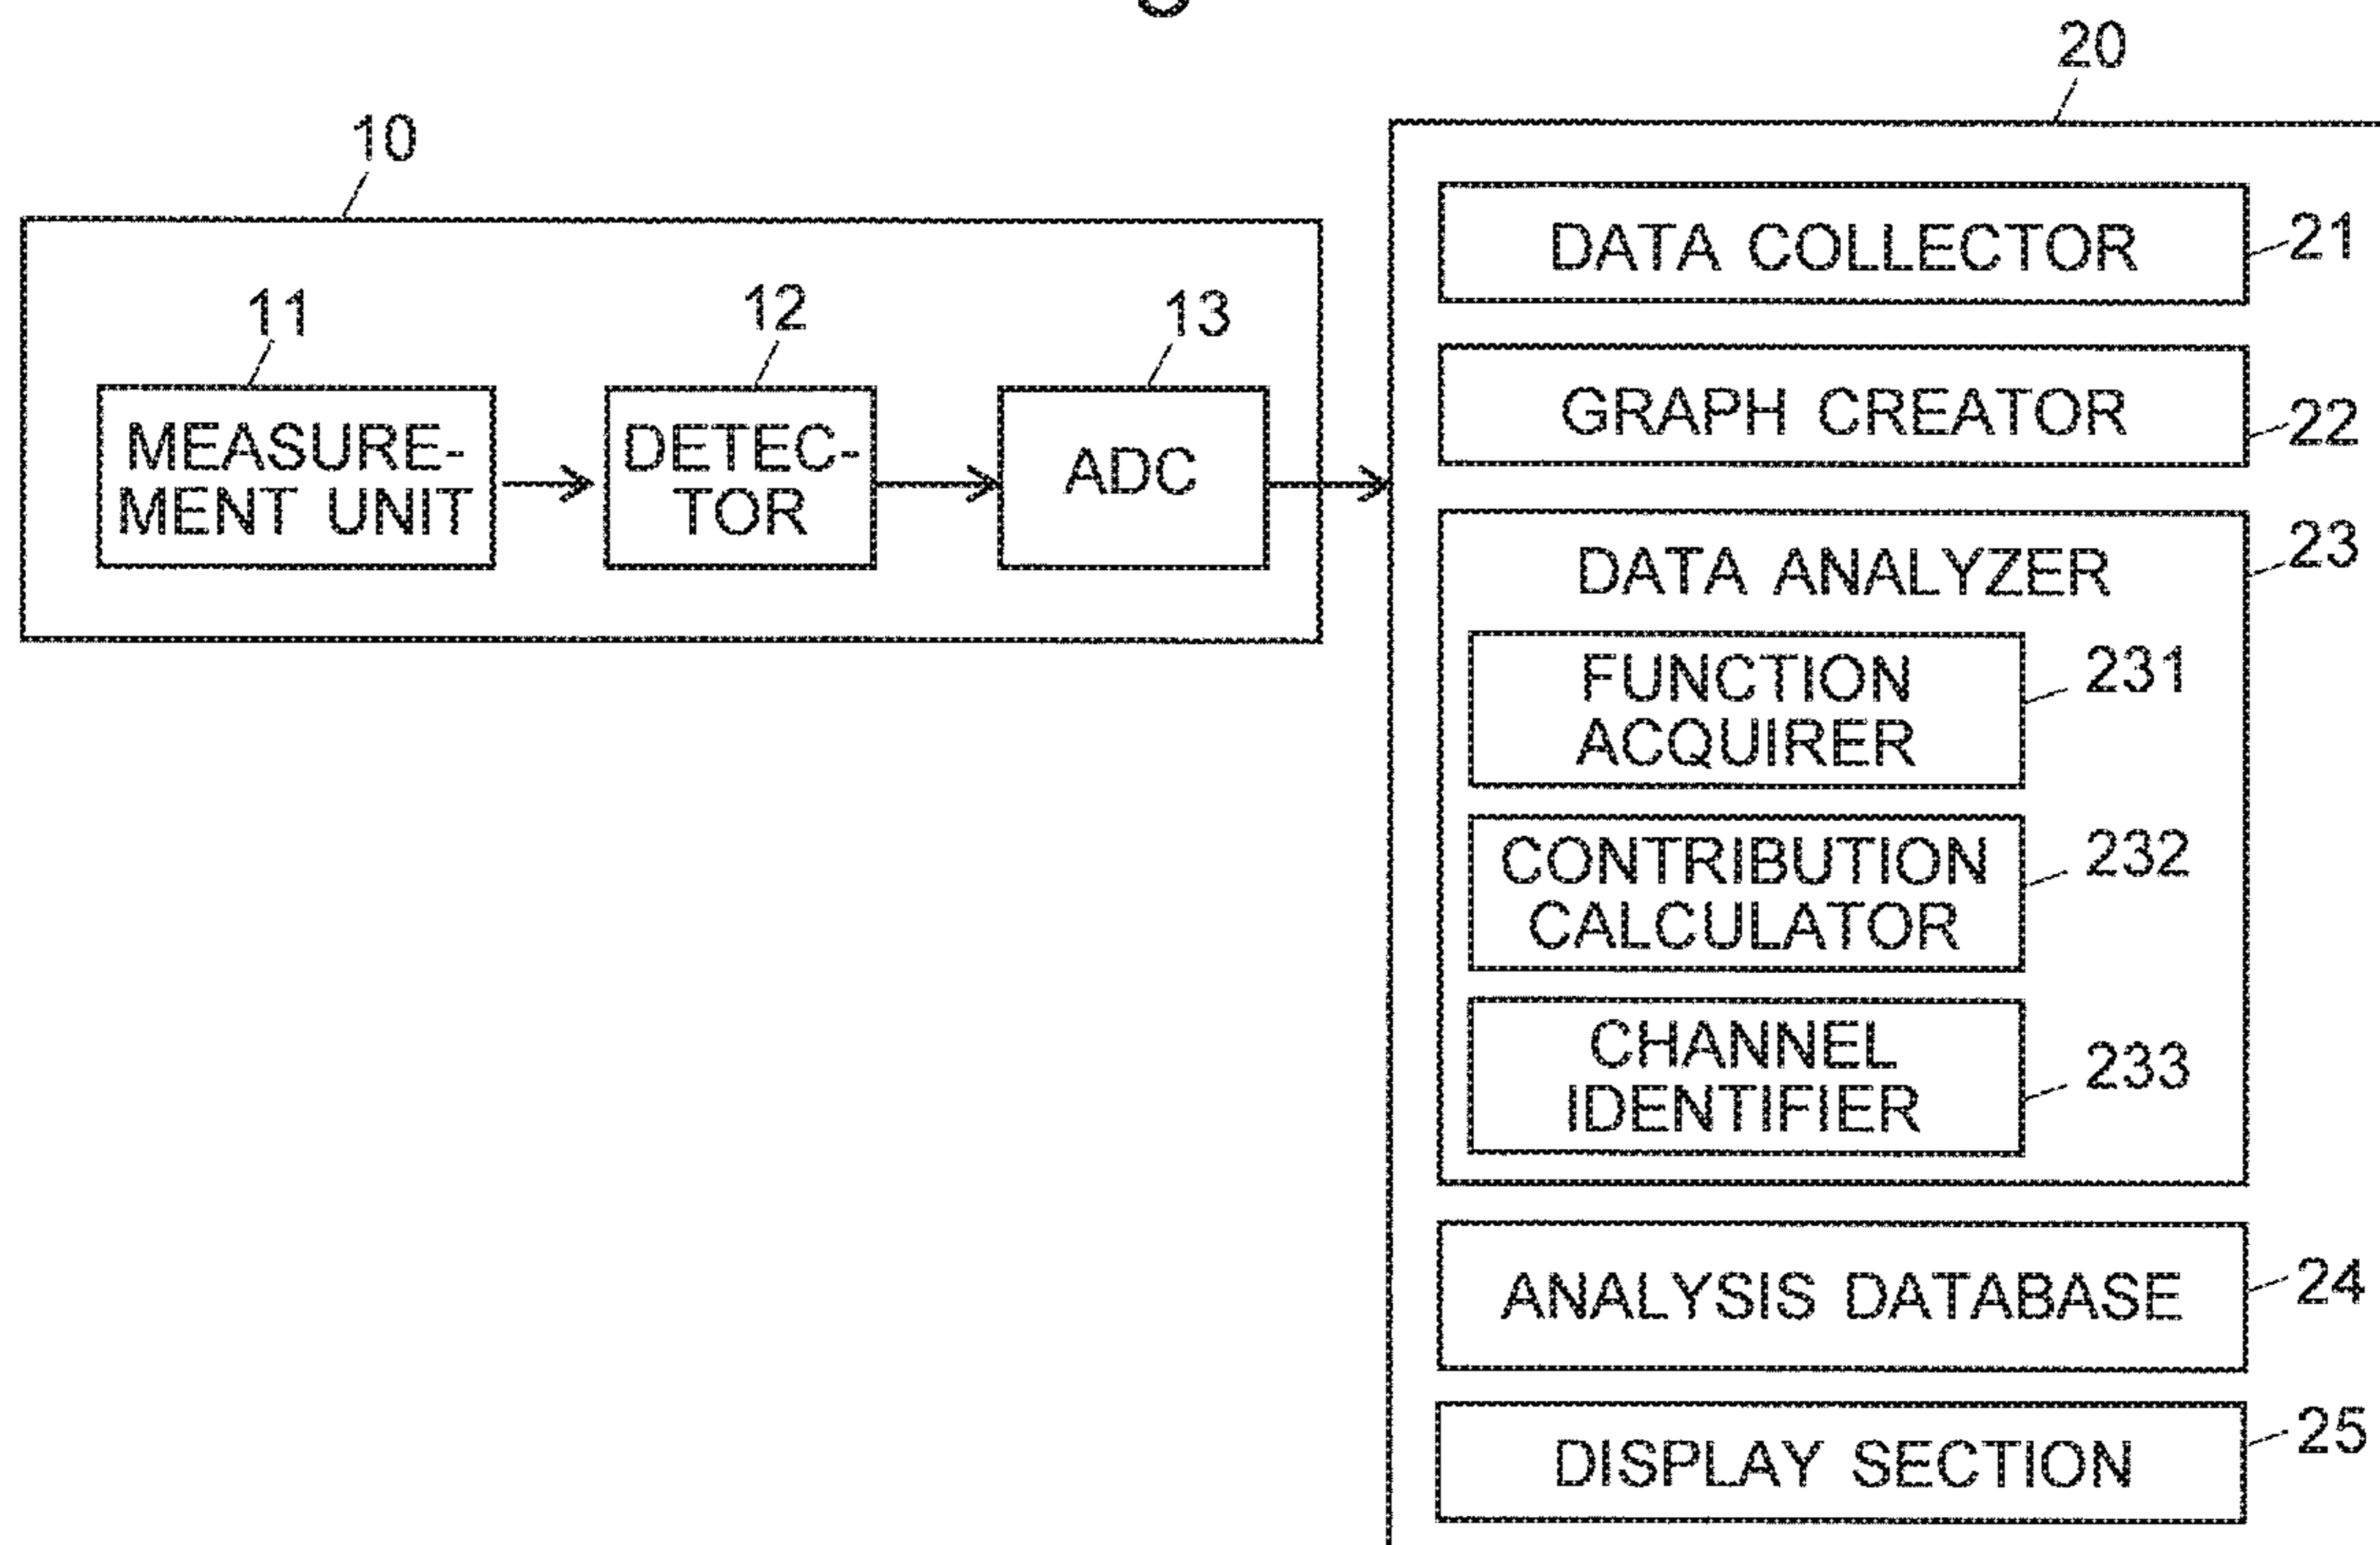 20
10
DATA COLLECTOR
21
11
12
13
GRAPH CREATOR
22
MEASURE-
MENT UNIT
DETEC-
TOR
ADC
DATA ANALYZER
23
FUNCTION
ACQUIRER
231
CONTRIBUTION
CALCULATOR
232
CHANNEL
IDENTIFIER
233
ANALYSIS DATABASE
24
DISPLAY SECTION
25